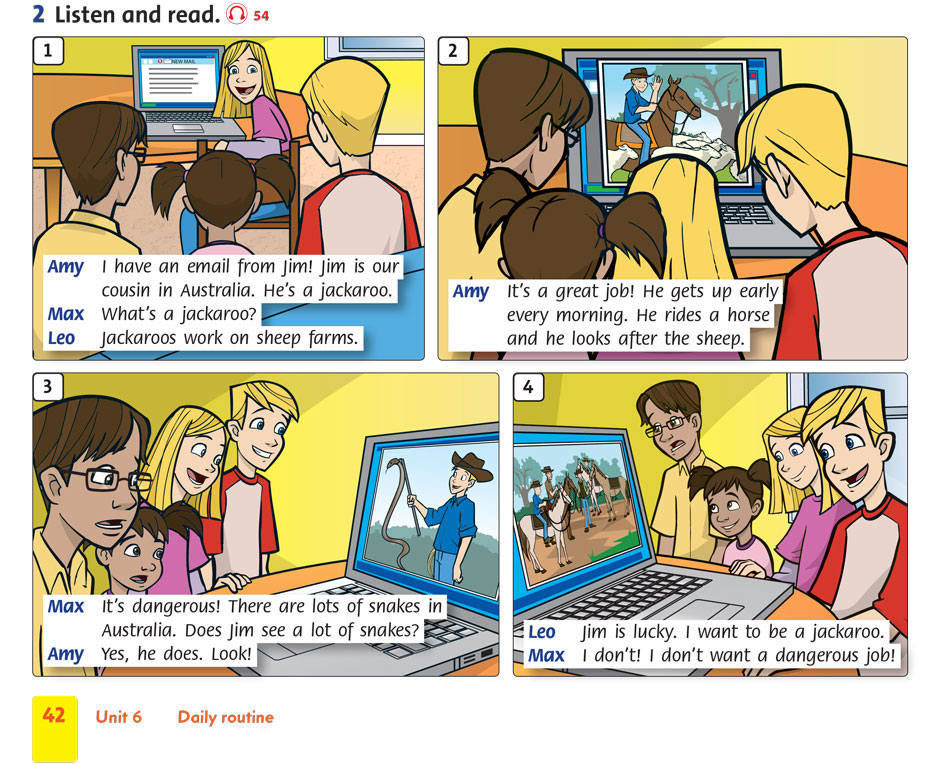 2 Listen and read. 54
1
NEW MAIL
Amy I have an email from Jim! Jim is our
cousin in Australia. He's a jackaroo.
Max What's a jackaroo?
Leo Jackaroos work on sheep farms.
2
Amy It's a great job! He gets up early
every morning. He rides a horse
and he looks after the sheep.
3
Max It's dangerous! There are lots of snakes in
Australia. Does Jim see a lot of snakes?
Amy Yes, he does. Look!
4
Leo Jim is lucky. I want to be a jackaroo.
Max I don't! I don't want a dangerous job!
42 Unit 6 Daily routine